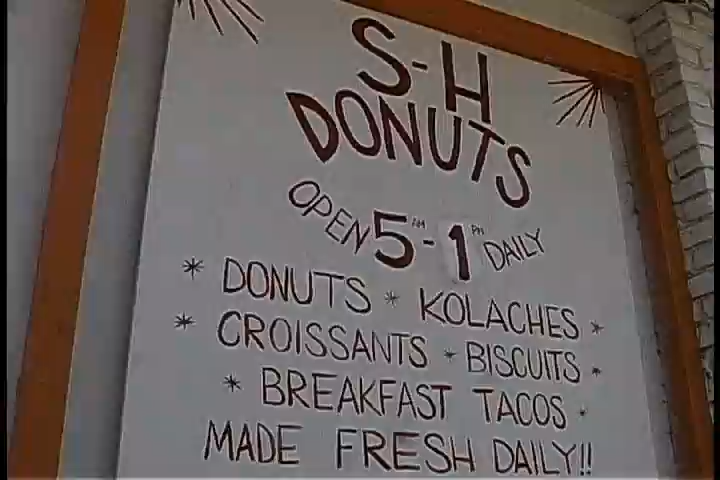 S-H
DONUTS
OPEN 5AM-1PM DAILY
* DONUTS * KOLACHES *
* CROISSANTS * BISCUITS *
* BREAKFAST TACOS *
MADE FRESH DAILY!!